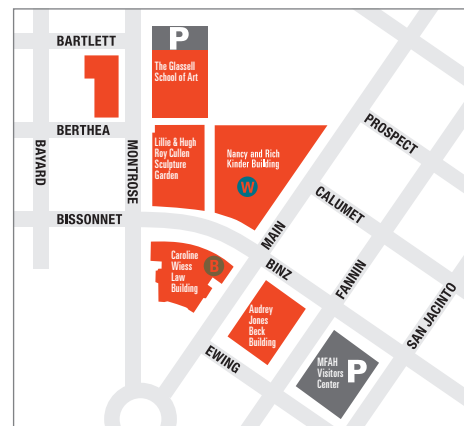 BARTLETT
P
The Glassell
School of Art
BERTHEA
BAYARD
MONTROSE
Lillie & Hugh
Roy Cullen
Sculpture
Garden
Nancy and Rich
Kinder Building
W
PROSPECT
CALUMET
BISSONNET
MAIN
BINZ
FANNIN
SAN JACINTO
Caroline
Wiess
Law
Building
B
Audrey
Jones
Beck
Building
EWING
MFAH
Visitors
Center
P